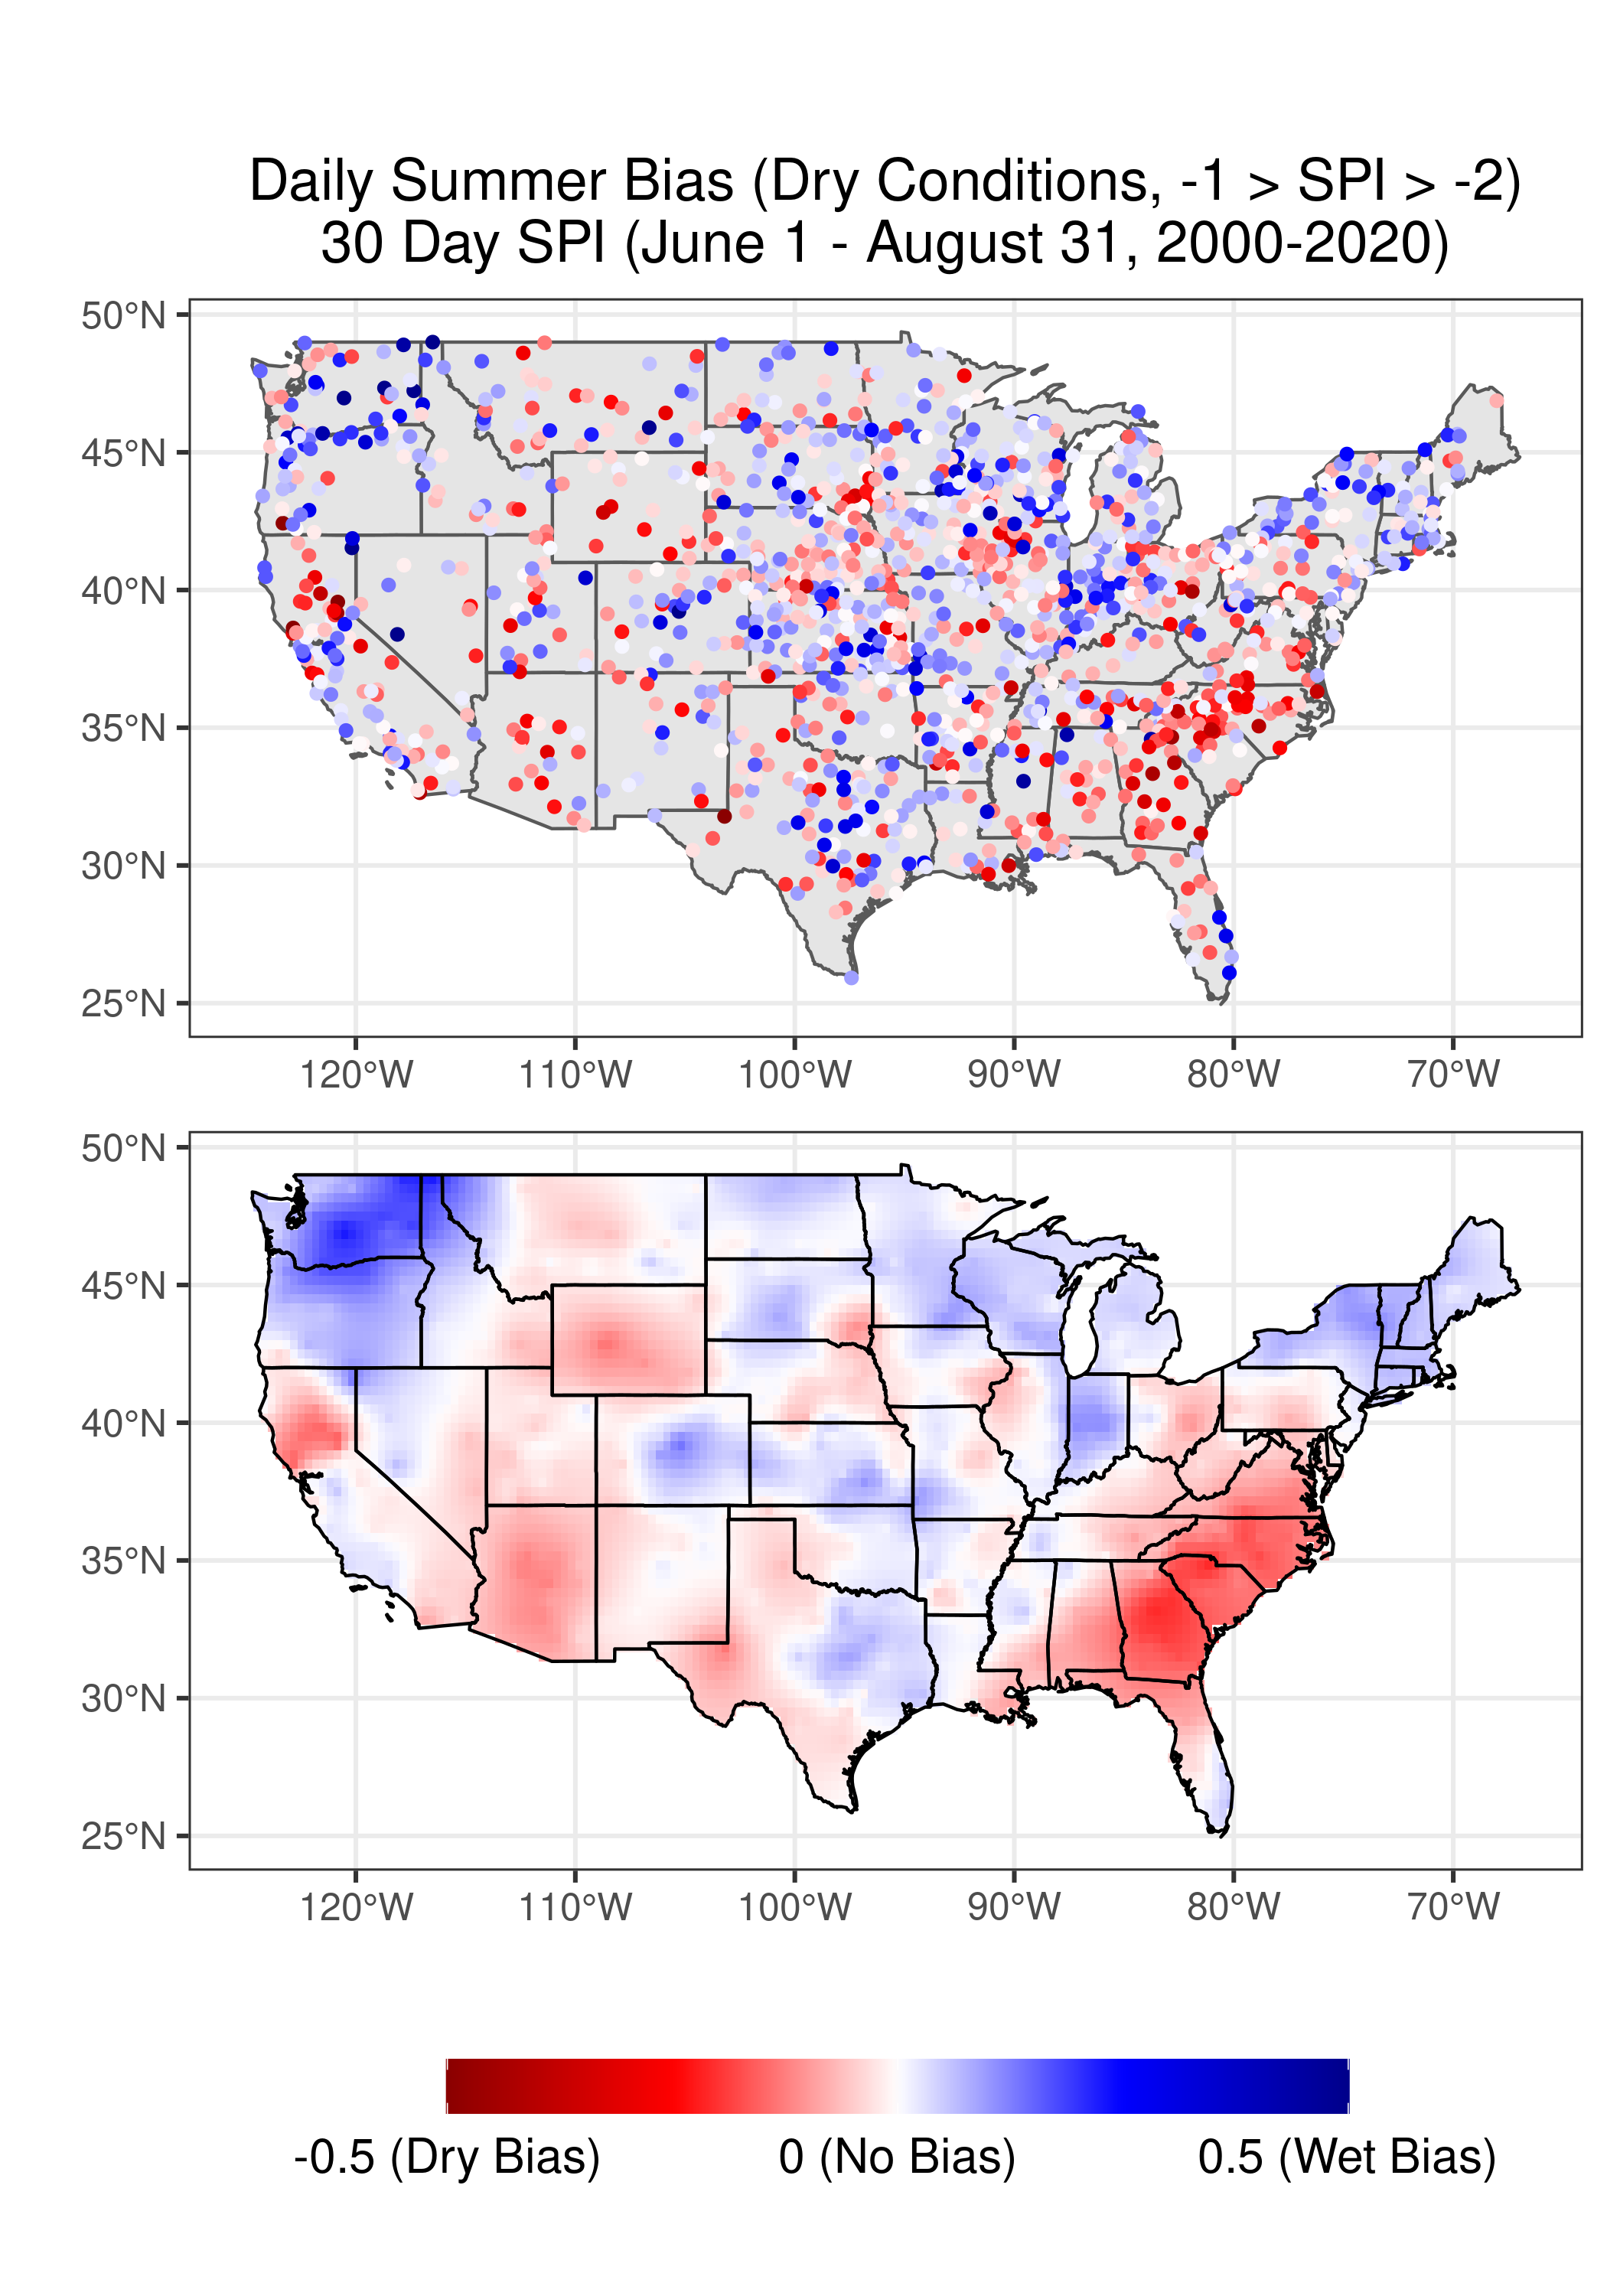 Daily Summer Bias (Dry Conditions, -1 > SPI > -2)
30 Day SPI (June 1 - August 31, 2000-2020)
50°N
45°N
40°N
35°N
30°N
25°N
120°W 110°W 100°W 90°W 80°W 70°W
50°N
45°N
40°N
35°N
30°N
25°N
120°W 110°W 100°W 90°W 80°W 70°W
-0.5 (Dry Bias) 0 (No Bias) 0.5 (Wet Bias)